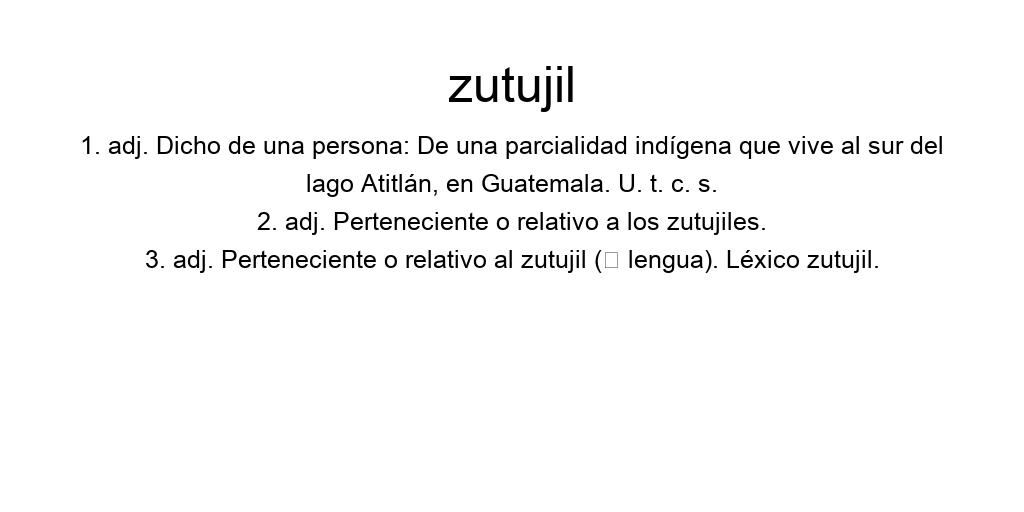 zutujil
1. adj. Dicho de una persona: De una parcialidad indígena que vive al sur del
lago Atitlán, en Guatemala. U. t. c. s.
2. adj. Perteneciente o relativo a los zutujiles.
3. adj. Perteneciente o relativo al zutujil (□ lengua). Léxico zutujil.